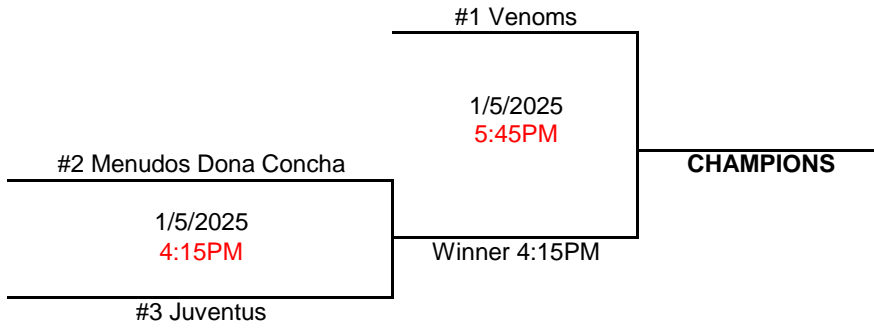 #1 Venoms
1/5/2025
5:45PM
#2 Menudos Dona Concha
CHAMPIONS
1/5/2025
4:15PM
Winner 4:15PM
#3 Juventus